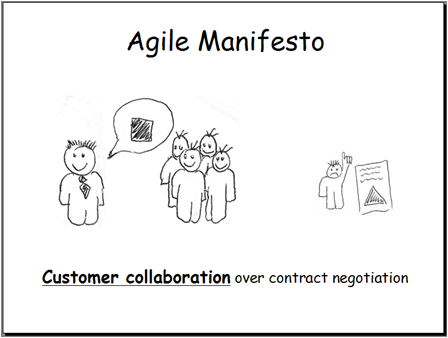 Agile Manifesto
Customer collaboration over contract negotiation